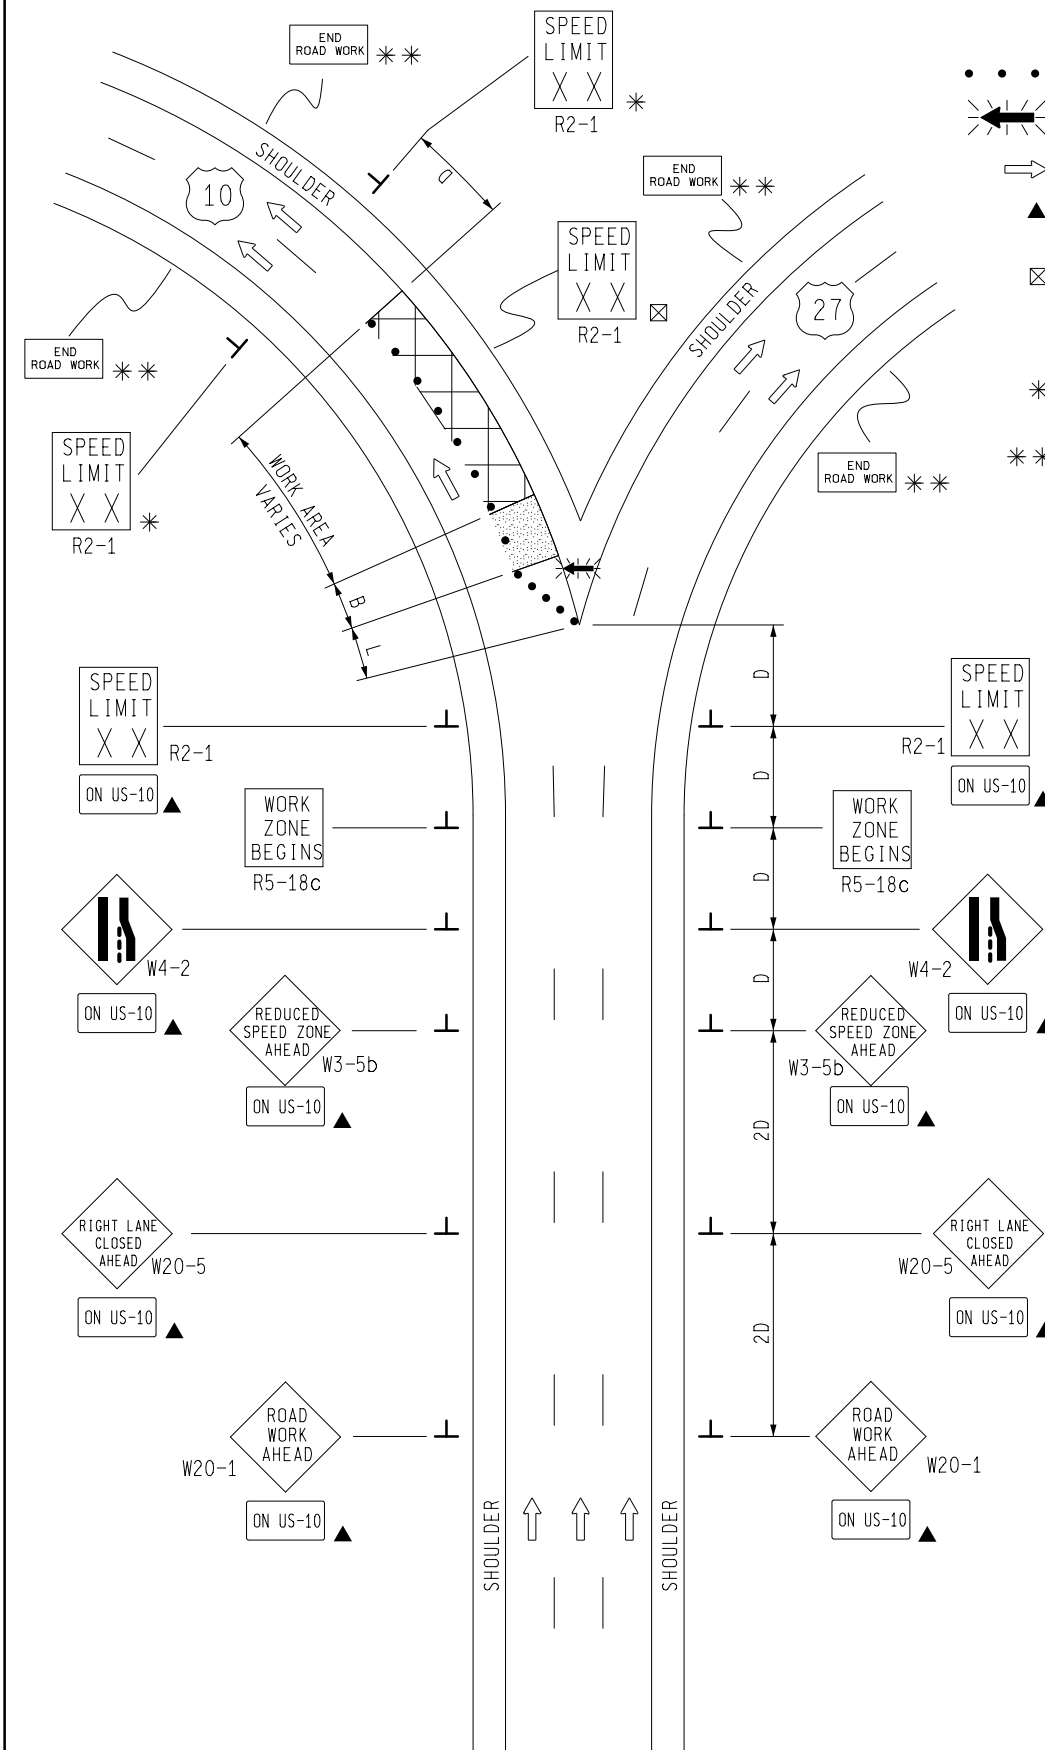 END
ROAD WORK
**
SPEED
LIMIT
X X
*
R2-1
SHOULDER
10
D
END
ROAD WORK
**
SPEED
LIMIT
X X
R2-1
SHOULDER
27
*
**
END
ROAD WORK
**
SPEED
LIMIT
X X
*
R2-1
WORK AREA
VARIES
B
L
END
ROAD WORK
**
SPEED
LIMIT
X X
R2-1
ON US-10
D
SPEED
LIMIT
X X
R2-1
ON US-10
WORK
ZONE
BEGINS
R5-18c
D
WORK
ZONE
BEGINS
R5-18c
W4-2
ON US-10
D
W4-2
ON US-10
REDUCED
SPEED ZONE
AHEAD
W3-5b
ON US-10
D
REDUCED
SPEED ZONE
AHEAD
W3-5b
ON US-10
2D
RIGHT LANE
CLOSED
AHEAD
W20-5
ON US-10
RIGHT LANE
CLOSED
AHEAD
W20-5
ON US-10
2D
ROAD
WORK
AHEAD
W20-1
ON US-10
ROAD
WORK
AHEAD
W20-1
ON US-10
SHOULDER
SHOULDER